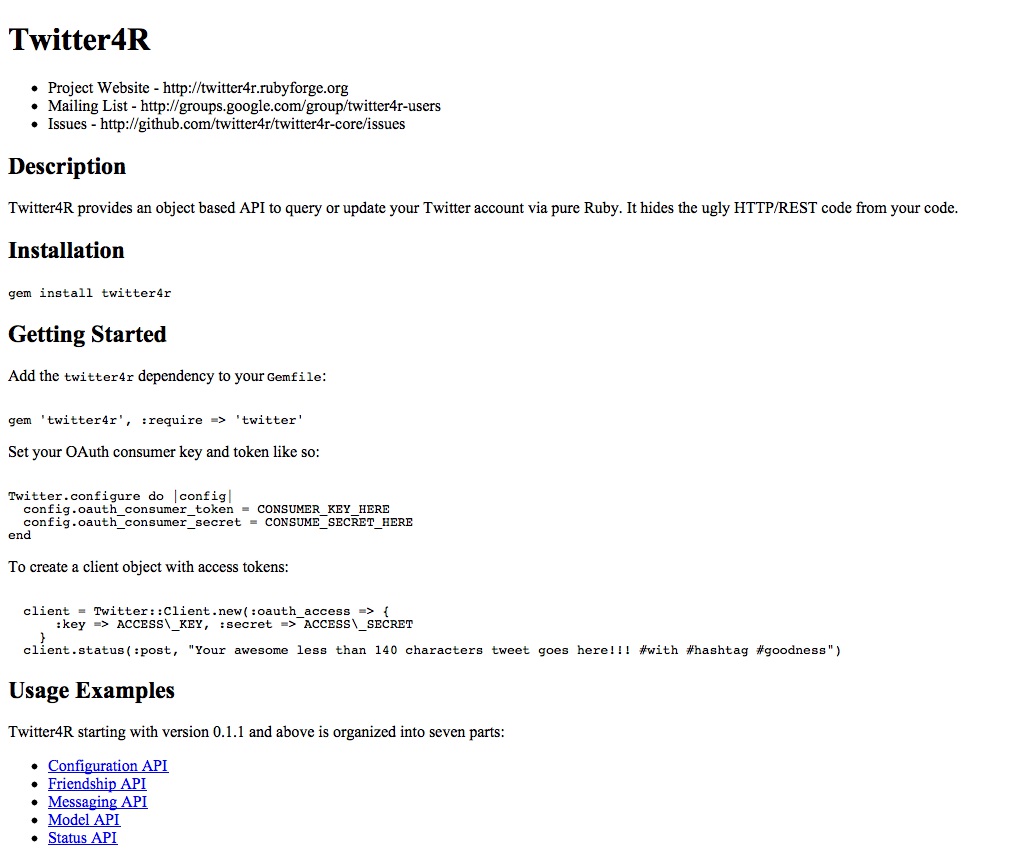 Twitter4R
Project Website - http://twitter4r.rubyforge.org
Mailing List - http://groups.google.com/group/twitter4r-users
Issues - http://github.com/twitter4r/twitter4r-core/issues
Description
Twitter4R provides an object based API to query or update your Twitter account via pure Ruby. It hides the ugly HTTP/REST code from your code.
Installation
gem install twitter4r
Getting Started
Add the twitter4r dependency to your Gemfile:
gem 'twitter4r', :require => 'twitter'
Set your OAuth consumer key and token like so:
Twitter.configure do |config|
  config.oauth_consumer_token = CONSUMER_KEY_HERE
  config.oauth_consumer_secret = CONSUME_SECRET_HERE
end
To create a client object with access tokens:
  client = Twitter::Client.new(:oauth_access => {
      :key => ACCESS\_KEY, :secret => ACCESS\_SECRET
    }
  client.status(:post, "Your awesome less than 140 characters tweet goes here!!! #with #hashtag #goodness")
Usage Examples
Twitter4R starting with version 0.1.1 and above is organized into seven parts:
Configuration API
Friendship API
Messaging API
Model API
Status API